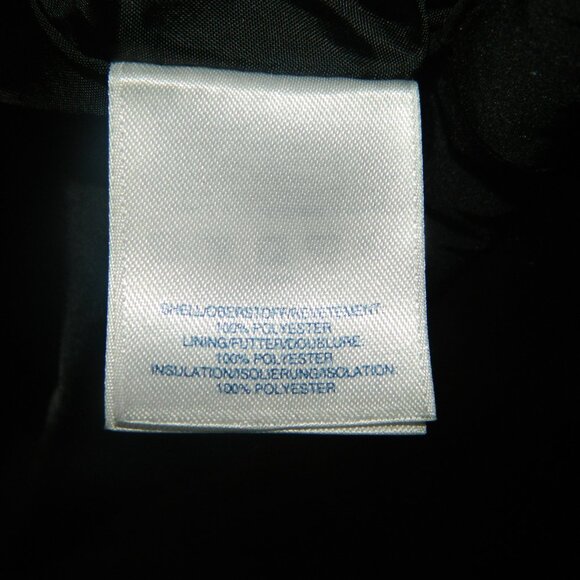 SHELL/OBERSTOFF/REVETEMENT
100% POLYESTER
LINING/FUTTER/DOUBLURE
100% POLYESTER
INSULATION/ISOLIERUNG/ISOLATION
100% POLYESTER